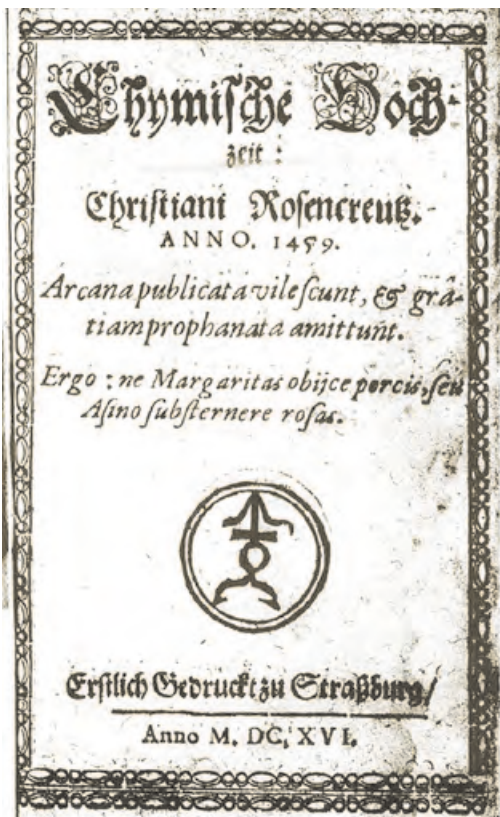 Chymiſche Hoch-
zeit:
Chriſtiani Roſencreutz.
ANNO. 1459.
Arcana publicata vileſcunt, & gra-
tiam prophanata amittunt.
Ergo: ne Margaritas obijce porcis, ſeu
Aſino ſubſternere roſas.
Erſtlich Gedruckt zu Straßburg/
Anno M. DC. XVI.